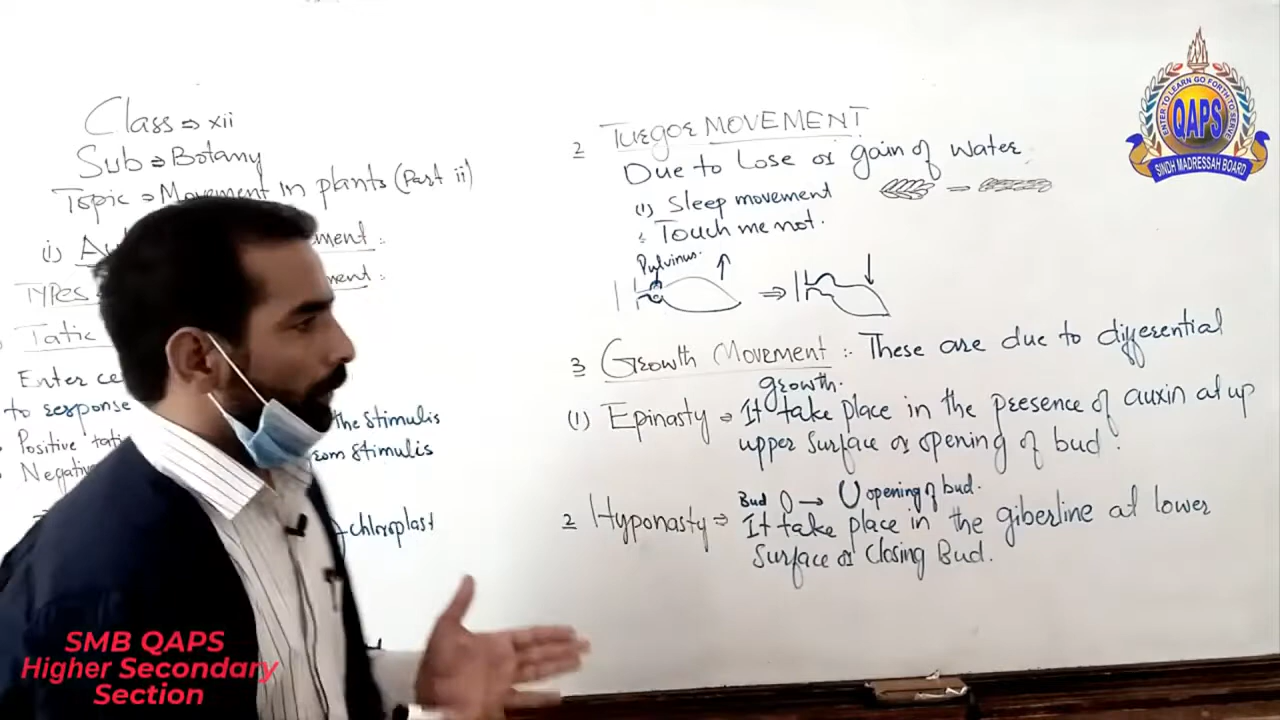 Class ⇒ xii
Sub ⇒ Botany
Topic ⇒ Movement in plants (Part ii)
(i)
ment :
TYPES
ment :
Tatic
Enter ce
to response the Stimulis
Positive tati
Negativ rom Stimulis
chloroplast
2 Turgor MOVEMENT
Due to Lose or gain of water
(1) Sleep movement
Touch me not.
Pulvinus.
3 Growth Movement :- These are due to differential
growth.
(1) Epinasty ⇒ It take place in the presence of auxin at up
upper surface or opening of bud.
Bud → opening of bud.
2 Hyponasty ⇒ It take place in the giberline at lower
Surface or Closing Bud.
ENTER TO LEARN GO FORTH TO SERVE
QAPS
SINDH MADRESSAH BOARD
SMB QAPS
Higher Secondary
Section